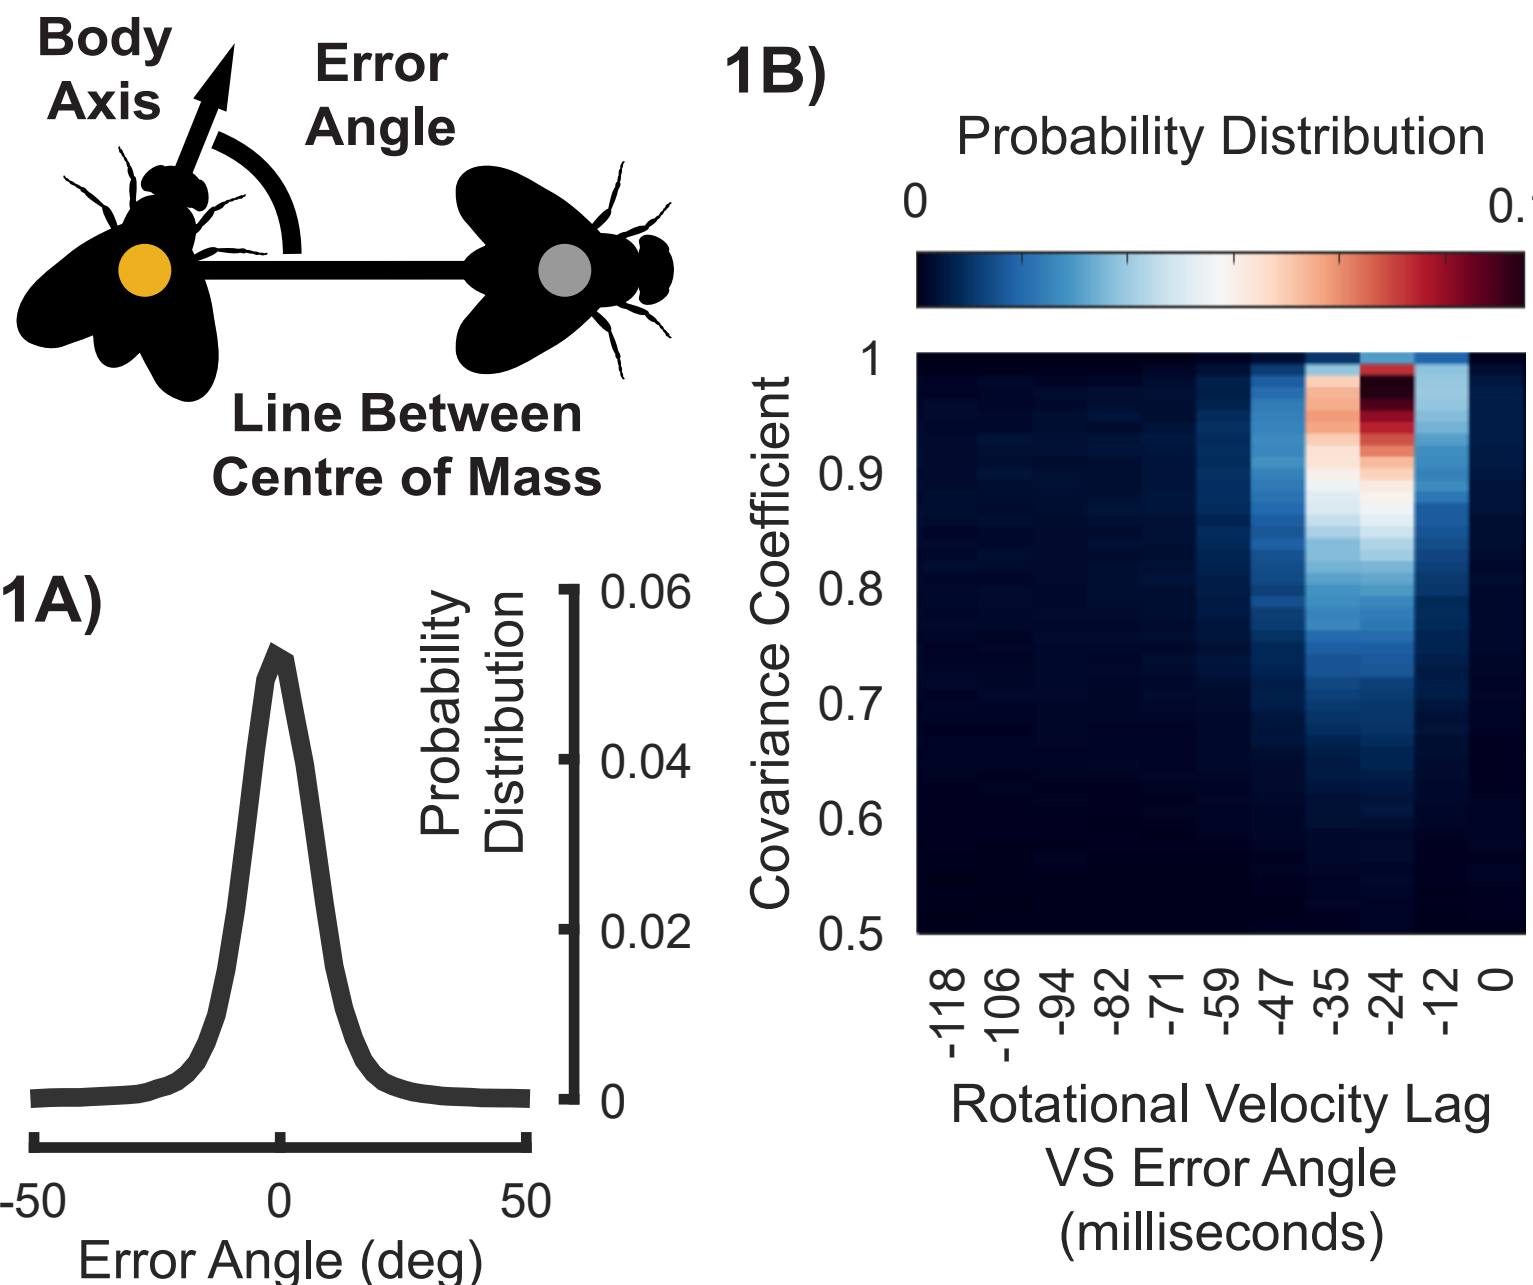 Body
Axis
Error
Angle
Line Between
Centre of Mass
1A)
Probability
Distribution
0.06
0.04
0.02
0
-50
0
50
Error Angle (deg)
1B)
Probability Distribution
0
0.1
Covariance Coefficient
1
0.9
0.8
0.7
0.6
0.5
-118
-106
-94
-82
-71
-59
-47
-35
-24
-12
0
Rotational Velocity Lag
VS Error Angle
(milliseconds)